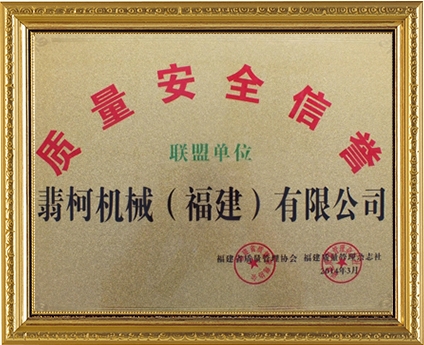 质量安全信誉
联盟单位
翡柯机械（福建）有限公司
福建省质量管理协会 福建质量管理杂志社
2014年3月